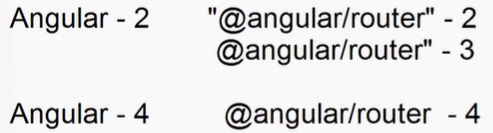 Angular - 2 "@angular/router" - 2
@angular/router" - 3
Angular - 4 @angular/router - 4